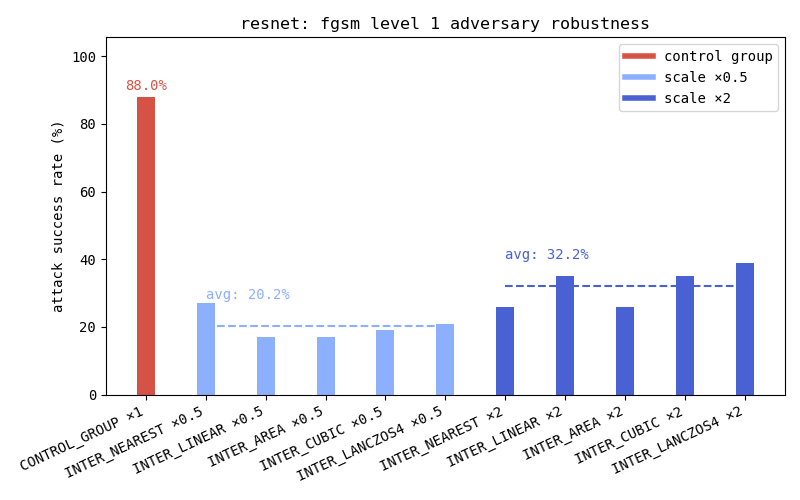 resnet: fgsm level 1 adversary robustness
attack success rate (%)
100
80
60
40
20
0
88.0%
avg: 20.2%
avg: 32.2%
control group
scale ×0.5
scale ×2
CONTROL_GROUP ×1
INTER_NEAREST ×0.5
INTER_LINEAR ×0.5
INTER_AREA ×0.5
INTER_CUBIC ×0.5
INTER_LANCZOS4 ×0.5
INTER_NEAREST ×2
INTER_LINEAR ×2
INTER_AREA ×2
INTER_CUBIC ×2
INTER_LANCZOS4 ×2